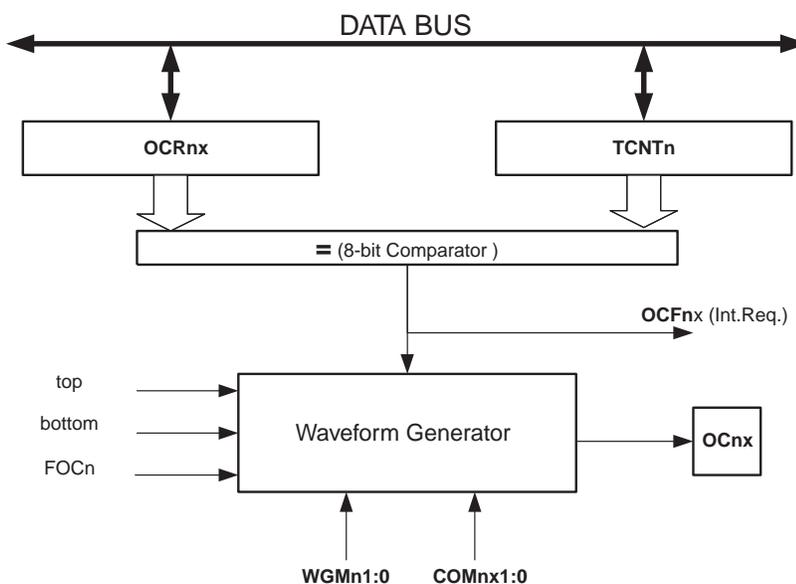 DATA BUS
OCRnx
TCNTn
= (8-bit Comparator )
OCFnx (Int.Req.)
top
bottom
FOCn
Waveform Generator
OCnx
WGMn1:0
COMnx1:0